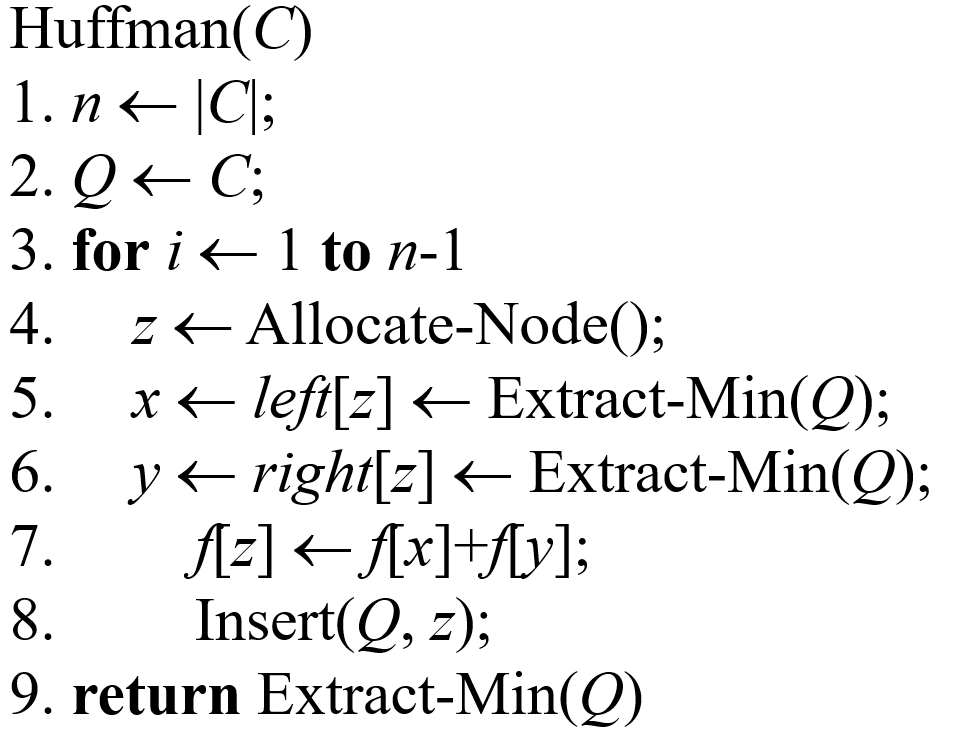 Huffman(C)
1. n ← |C|;
2. Q ← C;
3. for i ← 1 to n-1
4. z ← Allocate-Node();
5. x ← left[z] ← Extract-Min(Q);
6. y ← right[z] ← Extract-Min(Q);
7. f[z] ← f[x]+f[y];
8. Insert(Q, z);
9. return Extract-Min(Q)